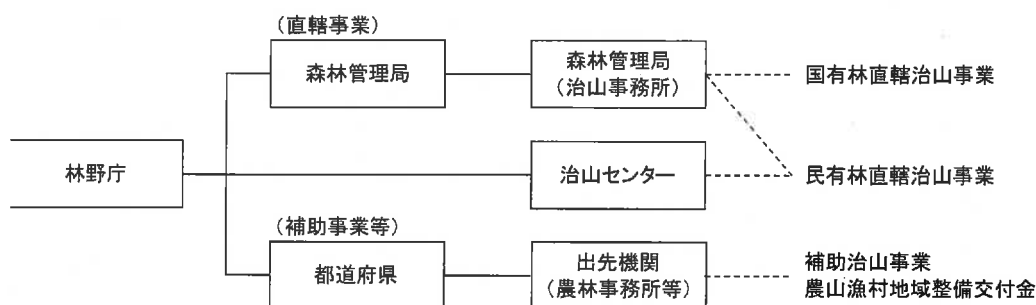 (直轄事業)
森林管理局
森林管理局
(治山事務所)
国有林直轄治山事業
林野庁
治山センター
民有林直轄治山事業
(補助事業等)
都道府県
出先機関
(農林事務所等)
補助治山事業
農山漁村地域整備交付金